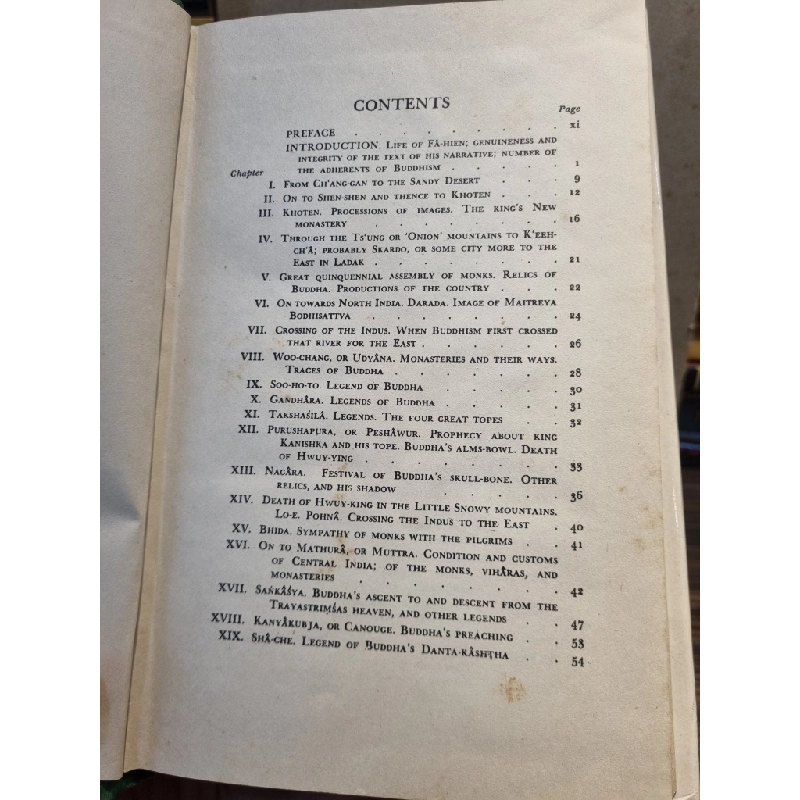 CONTENTS
Page
PREFACE . . . . . . . . xi
INTRODUCTION. LIFE OF FÂ-HIEN; GENUINENESS AND
INTEGRITY OF THE TEXT OF HIS NARRATIVE; NUMBER OF
THE ADHERENTS OF BUDDHISM . . . . . 1
Chapter
I. FROM CH'ANG-GAN TO THE SANDY DESERT . . . 9
II. ON TO SHEN-SHEN AND THENCE TO KHOTEN . . . 12
III. KHOTEN. PROCESSIONS OF IMAGES. THE KING'S NEW
MONASTERY . . . . . . . . 16
IV. THROUGH THE TS'UNG OR 'ONION' MOUNTAINS TO K'EEH-
CH'Â; PROBABLY SKARDO, OR SOME CITY MORE TO THE
EAST IN LADAK . . . . . . . 21
V. GREAT QUINQUENNIAL ASSEMBLY OF MONKS. RELICS OF
BUDDHA. PRODUCTIONS OF THE COUNTRY . . . 22
VI. ON TOWARDS NORTH INDIA. DARADA. IMAGE OF MAITREYA
BODHISATTVA . . . . . . . 24
VII. CROSSING OF THE INDUS. WHEN BUDDHISM FIRST CROSSED
THAT RIVER FOR THE EAST . . . . . 26
VIII. WOO-CHANG, OR UDYÂNA. MONASTERIES AND THEIR WAYS.
TRACES OF BUDDHA . . . . . . 28
IX. SOO-HO-TO LEGEND OF BUDDHA . . . . 30
X. GANDHÂRA. LEGENDS OF BUDDHA . . . . 31
XI. TAKSHAŚILÂ. LEGENDS. THE FOUR GREAT TOPES . . 32
XII. PURUSHAPURA, OR PESHÂWUR. PROPHECY ABOUT KING
KANISHKA AND HIS TOPE. BUDDHA'S ALMS-BOWL. DEATH
OF HWUY-YING . . . . . . . 33
XIII. NAGÂRA. FESTIVAL OF BUDDHA'S SKULL-BONE. OTHER
RELICS, AND HIS SHADOW . . . . . 36
XIV. DEATH OF HWUY-KING IN THE LITTLE SNOWY MOUNTAINS.
LO-E. POHNÂ. CROSSING THE INDUS TO THE EAST . 40
XV. BHIDA. SYMPATHY OF MONKS WITH THE PILGRIMS . . 41
XVI. ON TO MATHURÂ, OR MUTTRA. CONDITION AND CUSTOMS
OF CENTRAL INDIA; OF THE MONKS, VIHÂRAS, AND
MONASTERIES . . . . . . . 42
XVII. SAṄKÂŚYA. BUDDHA'S ASCENT TO AND DESCENT FROM THE
TRAYASTRIMŚAS HEAVEN, AND OTHER LEGENDS . . 47
XVIII. KANYÂKUBJA, OR CANOUGE. BUDDHA'S PREACHING . . 53
XIX. SHÂ-CHE. LEGEND OF BUDDHA'S DANTA-KÂSHṬHA . . 54